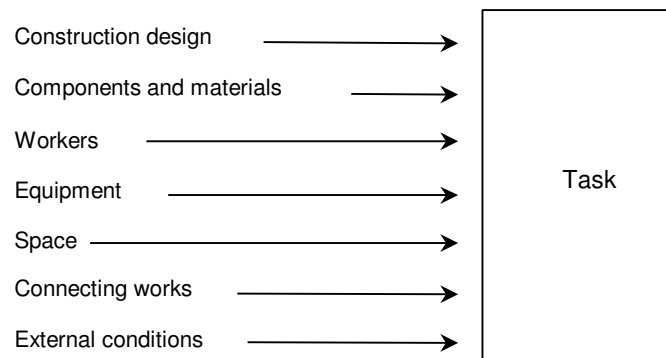 Construction design
Components and materials
Workers
Equipment
Task
Space
Connecting works
External conditions